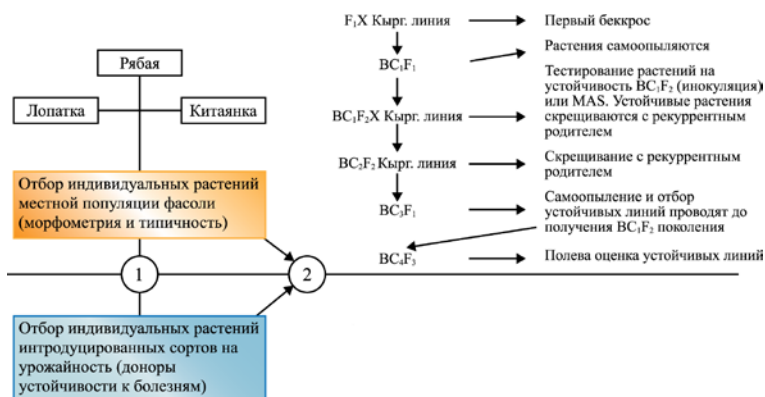 Рябая
Лопатка
Китаянка
Отбор индивидуальных растений
местной популяции фасоли
(морфометрия и типичность)
1
2
Отбор индивидуальных растений
интродуцированных сортов на
урожайность (доноры
устойчивости к болезням)
F₁X Кырг. линия
Первый беккрос
BC₁F₁
Растения самоопыляются
BC₁F₂X Кырг. линия
Тестирование растений на
устойчивость BC₁F₂ (инокуляция)
или MAS. Устойчивые растения
скрещиваются с рекуррентным
родителем
BC₂F₂ Кырг. линия
Скрещивание с рекуррентным
родителем
BC₃F₁
Самоопыление и отбор
устойчивых линий проводят до
получения BC₁F₂ поколения
BC₄F₃
Полева оценка устойчивых линий